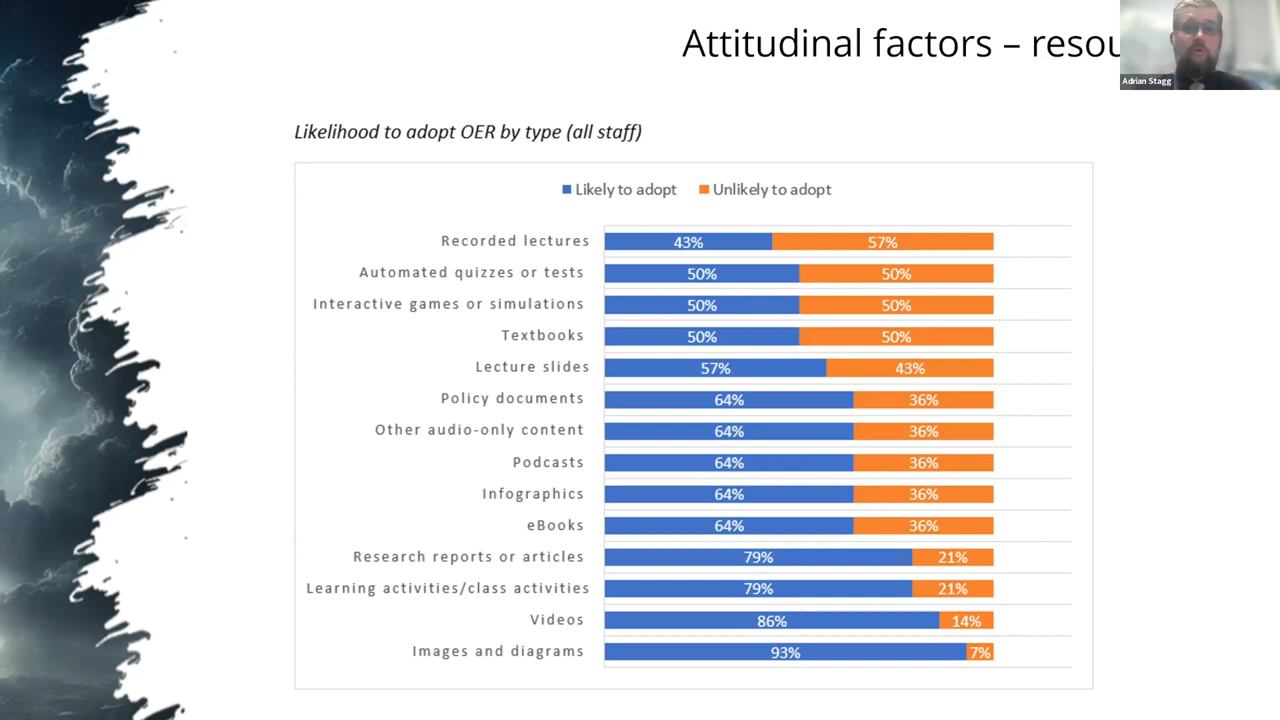 Attitudinal factors –
Adrian Stagg
Likelihood to adopt OER by type (all staff)
Likely to adopt Unlikely to adopt
Recorded lectures 43% 57%
Automated quizzes or tests 50% 50%
Interactive games or simulations 50% 50%
Textbooks 50% 50%
Lecture slides 57% 43%
Policy documents 64% 36%
Other audio-only content 64% 36%
Podcasts 64% 36%
Infographics 64% 36%
eBooks 64% 36%
Research reports or articles 79% 21%
Learning activities/class activities 79% 21%
Videos 86% 14%
Images and diagrams 93% 7%